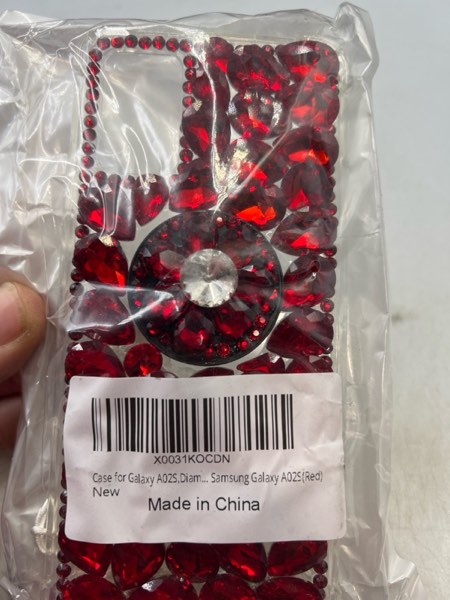 X0031KOCDN
Case for Galaxy A02S,Diam... Samsung Galaxy A02S(Red)
New
Made in China